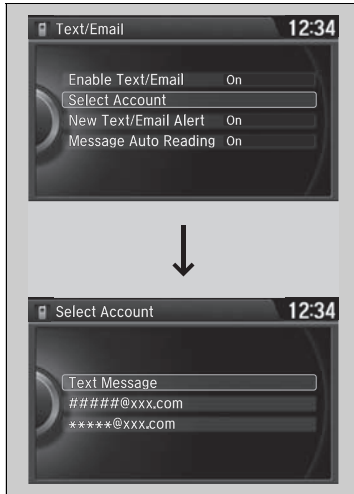 Text/Email 12:34
Enable Text/Email On
Select Account
New Text/Email Alert On
Message Auto Reading On
Select Account 12:34
Text Message
#####@xxx.com
*****@xxx.com